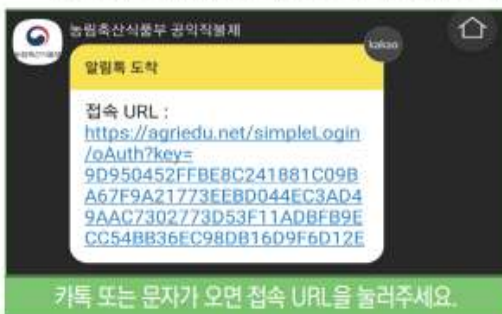 농림축산식품부 공익직불제
kakao
알림톡 도착
접속 URL :
https://agriedu.net/simpleLogin
/oAuth?key=
9D950452FFBE8C241881C09B
A67F9A21773EEBD044EC3AD4
9AAC7302773D53F11ADBFB9E
CC54BB36EC98DB16D9F6D12E
카톡 또는 문자가 오면 접속 URL을 눌러주세요.